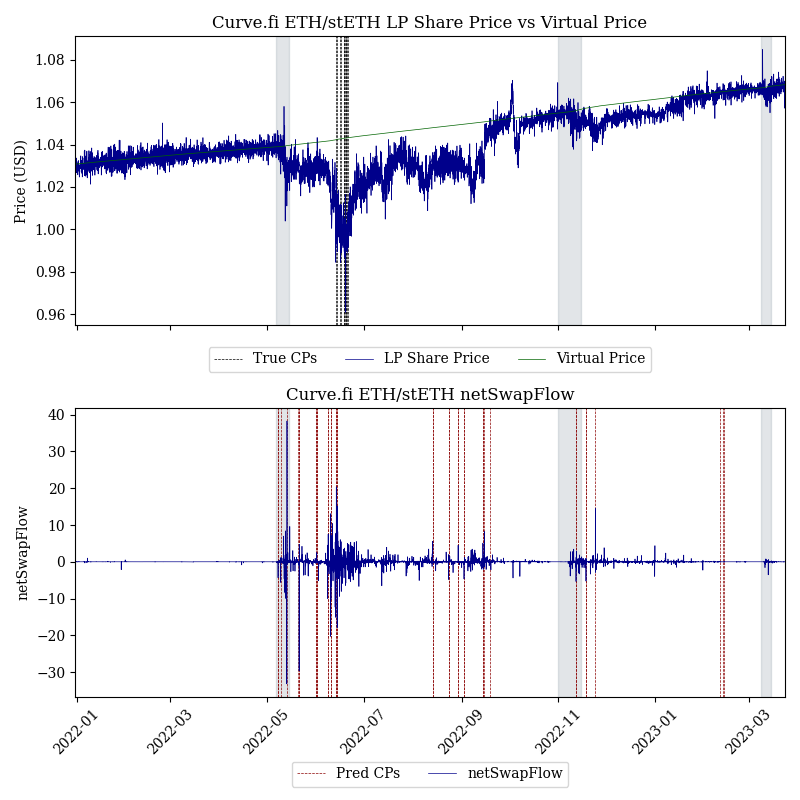 Curve.fi ETH/stETH LP Share Price vs Virtual Price
Price (USD)
1.08
1.06
1.04
1.02
1.00
0.98
0.96
True CPs LP Share Price Virtual Price
Curve.fi ETH/stETH netSwapFlow
netSwapFlow
40
30
20
10
0
−10
−20
−30
2022-01 2022-03 2022-05 2022-07 2022-09 2022-11 2023-01 2023-03
Pred CPs netSwapFlow